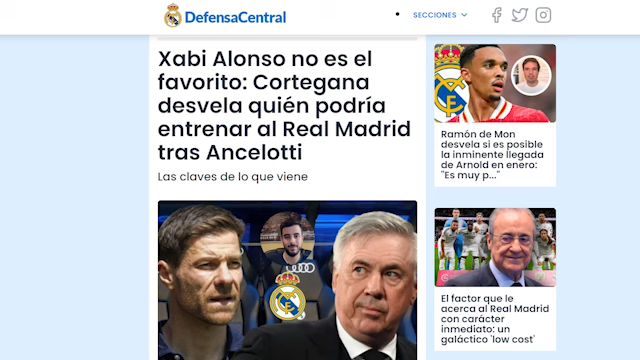 DefensaCentral
SECCIONES
Xabi Alonso no es el
favorito: Cortegana
desvela quién podría
entrenar al Real Madrid
tras Ancelotti
Las claves de lo que viene
Ramón de Mon
desvela si es posible
la inminente llegada
de Arnold en enero:
"Es muy p..."
El factor que le
acerca al Real Madrid
con carácter
inmediato: un
galáctico 'low cost'